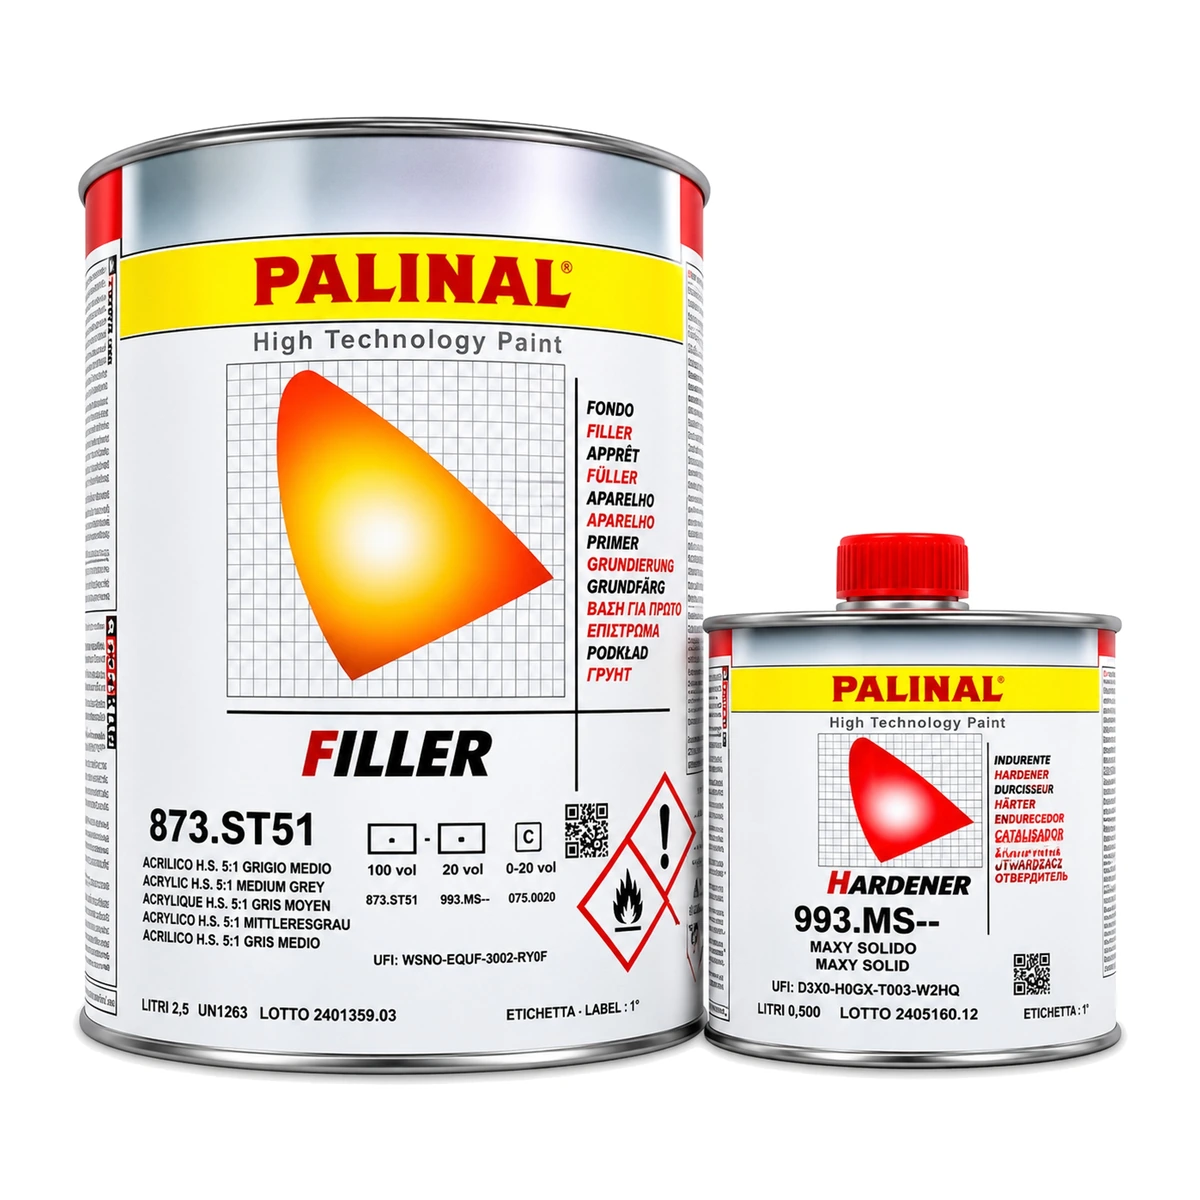 PALINAL®
High Technology Paint
FONDO
FILLER
APPRÊT
FÜLLER
APARELHO
APARELHO
PRIMER
GRUNDIERUNG
GRUNDFÄRG
ΒΑΣΗ ΓΙΑ ΠΡΩΤΟ
ΕΠΙΣΤΡΩΜΑ
PODKŁAD
ГРУНТ
FILLER
873.ST51
ACRILICO H.S. 5:1 GRIGIO MEDIO
ACRYLIC H.S. 5:1 MEDIUM GREY
ACRYLIQUE H.S. 5:1 GRIS MOYEN
ACRYLICO H.S. 5:1 MITTLERESGRAU
ACRILICO H.S. 5:1 GRIS MEDIO
- C
100 vol 20 vol 0-20 vol
873.ST51 993.MS-- 075.0020
UFI: WSNO-EQUF-3002-RY0F
LITRI 2,5 UN1263 LOTTO 2401359.03 ETICHETTA - LABEL : 1°
PALINAL®
High Technology Paint
INDURENTE
HARDENER
DURCISSEUR
HÄRTER
ENDURECEDOR
CATALISADOR
UTWARDZACZ
ОТВЕРДИТЕЛЬ
HARDENER
993.MS--
MAXY SOLIDO
MAXY SOLID
UFI: D3X0-H0GX-T003-W2HQ
LITRI 0,500 LOTTO 2405160.12 ETICHETTA : 1°